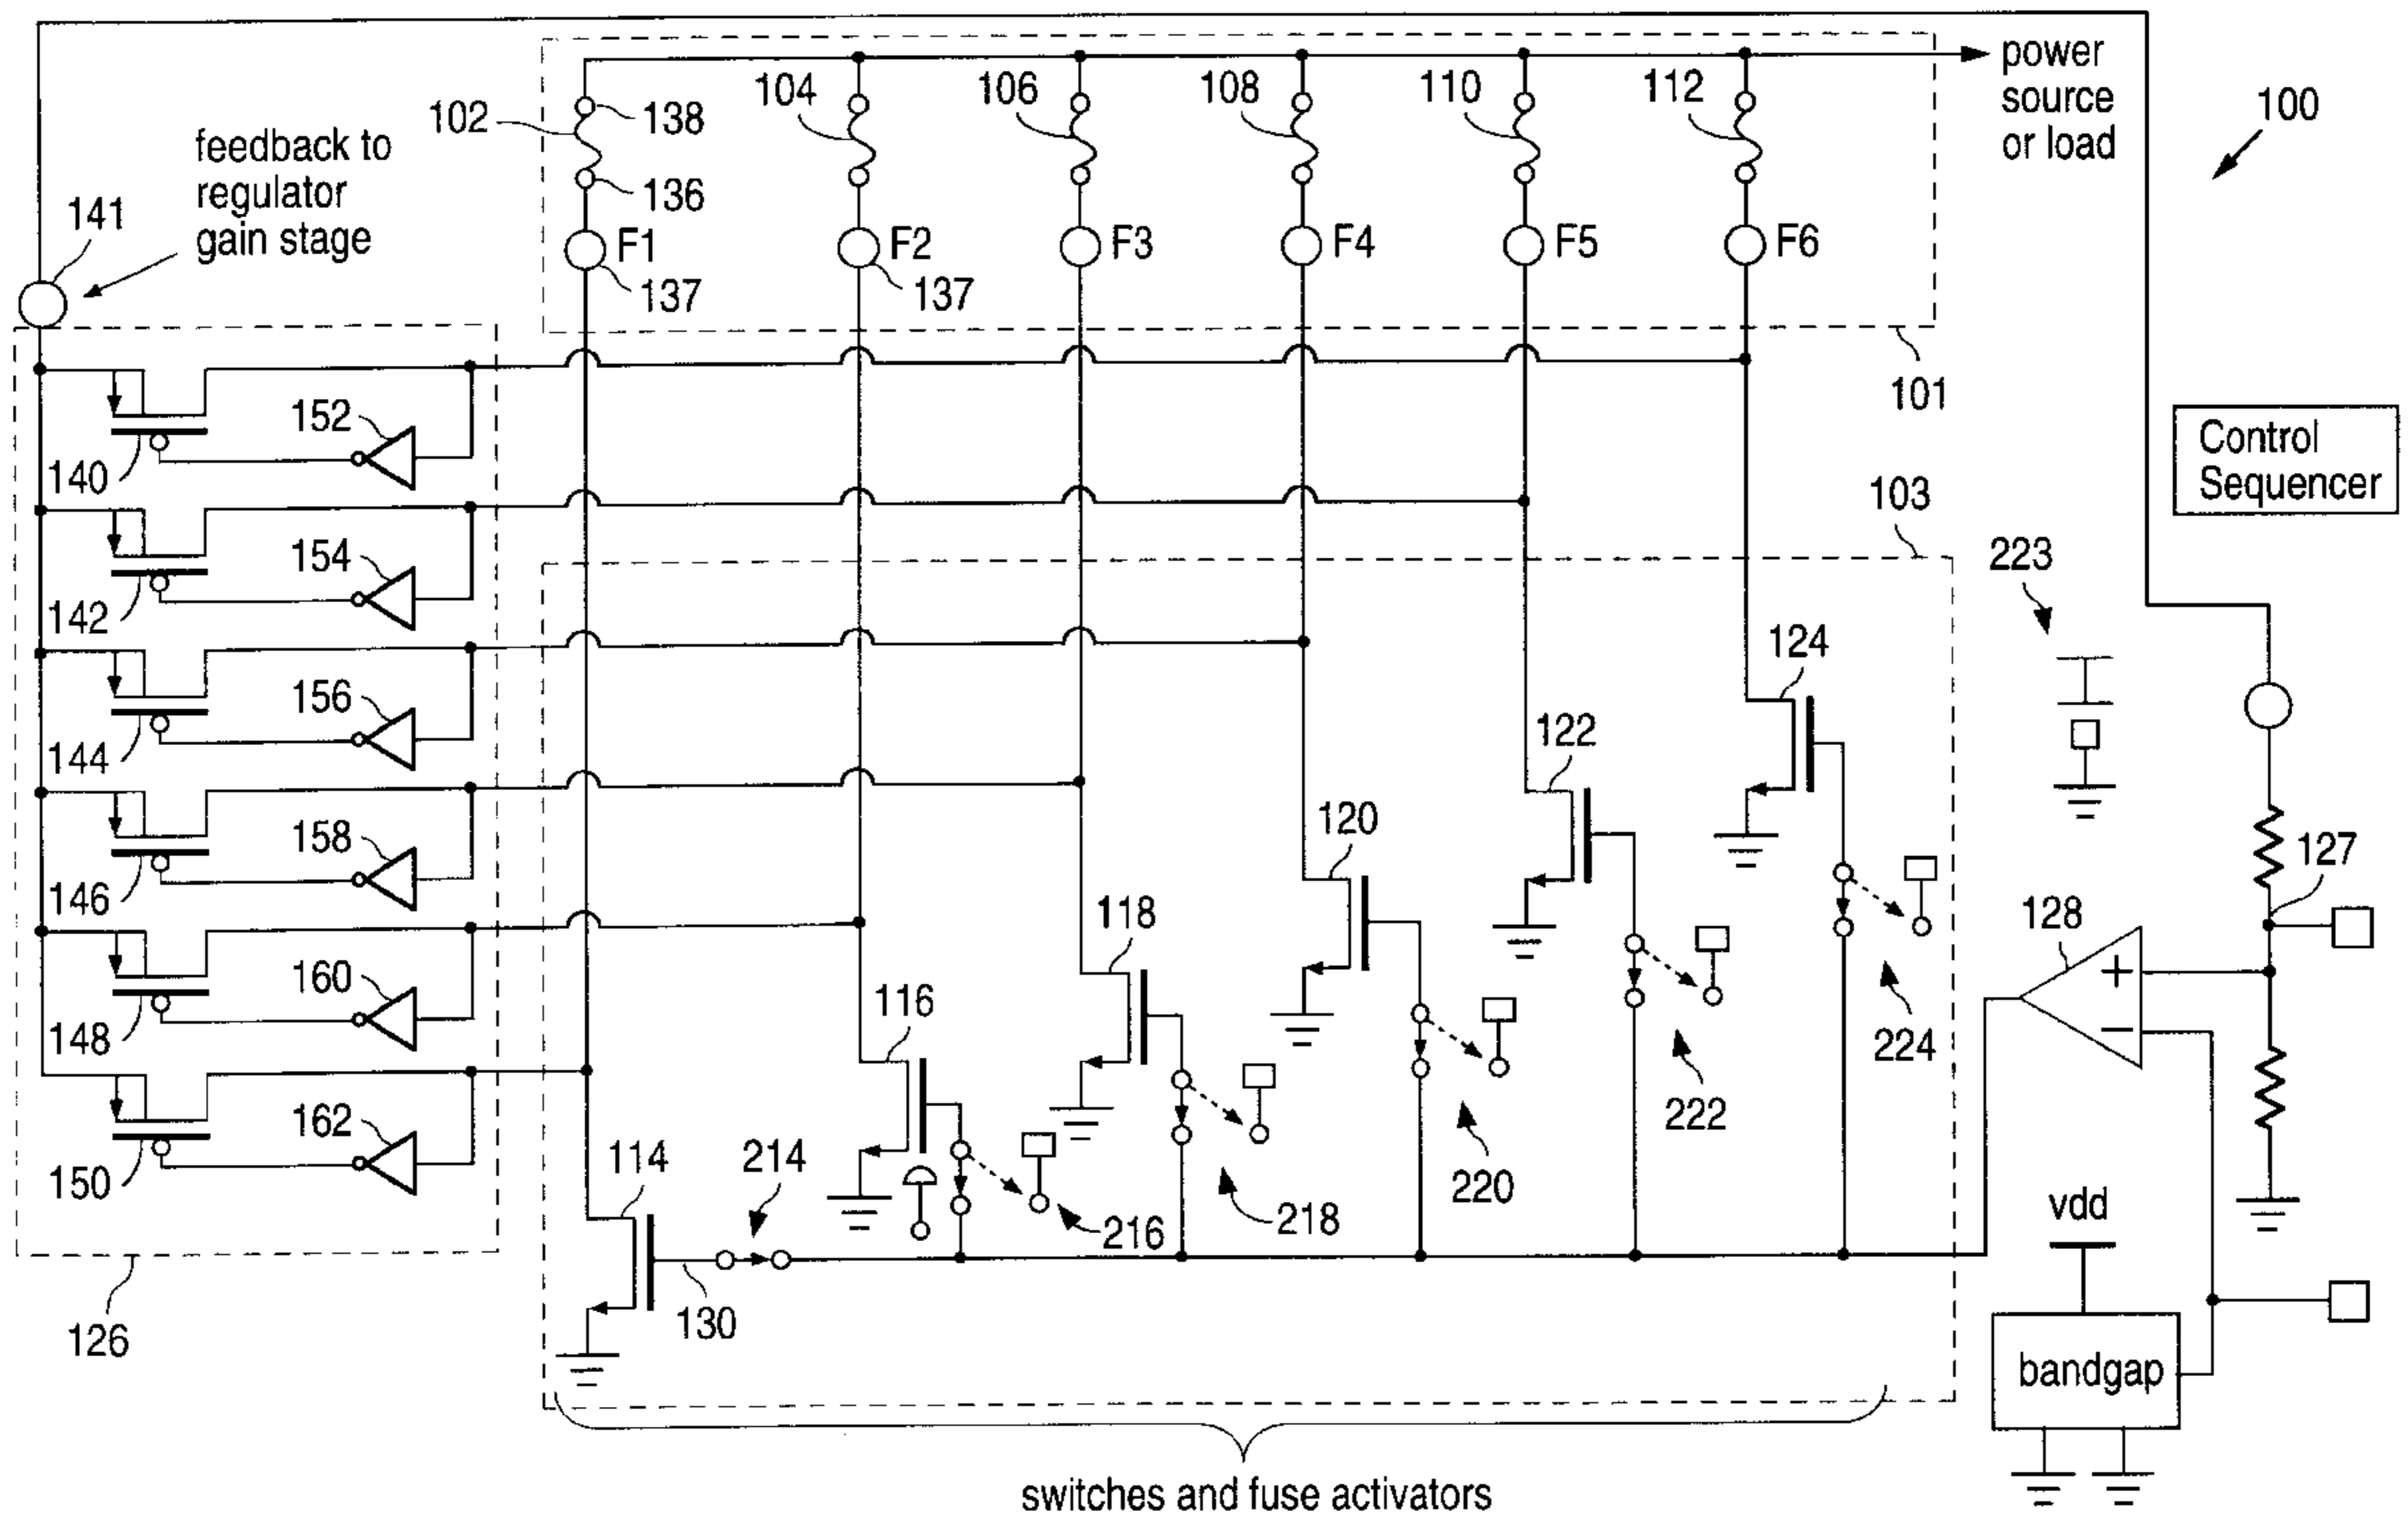 power
source
or load
100
104
106
108
110
112
102
138
136
feedback to
regulator
gain stage
141
F1
F2
F3
F4
F5
F6
137
137
101
Control
Sequencer
152
140
103
154
142
223
124
156
144
122
120
127
158
146
118
128
+
−
160
148
116
224
222
220
162
150
114
214
216
218
vdd
130
126
bandgap
switches and fuse activators